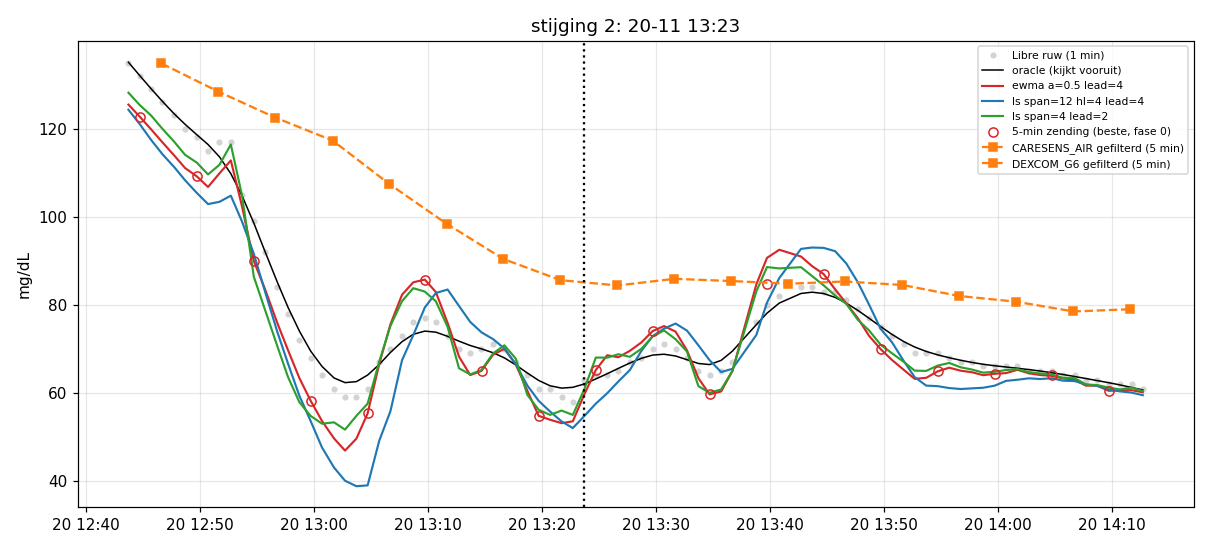 stijging 2: 20-11 13:23
Libre ruw (1 min)
oracle (kijkt vooruit)
ewma a=0.5 lead=4
ls span=12 hl=4 lead=4
ls span=4 lead=2
5-min zending (beste, fase 0)
CARESENS_AIR gefilterd (5 min)
DEXCOM_G6 gefilterd (5 min)
mg/dL
120
100
80
60
40
20 12:40 20 12:50 20 13:00 20 13:10 20 13:20 20 13:30 20 13:40 20 13:50 20 14:00 20 14:10